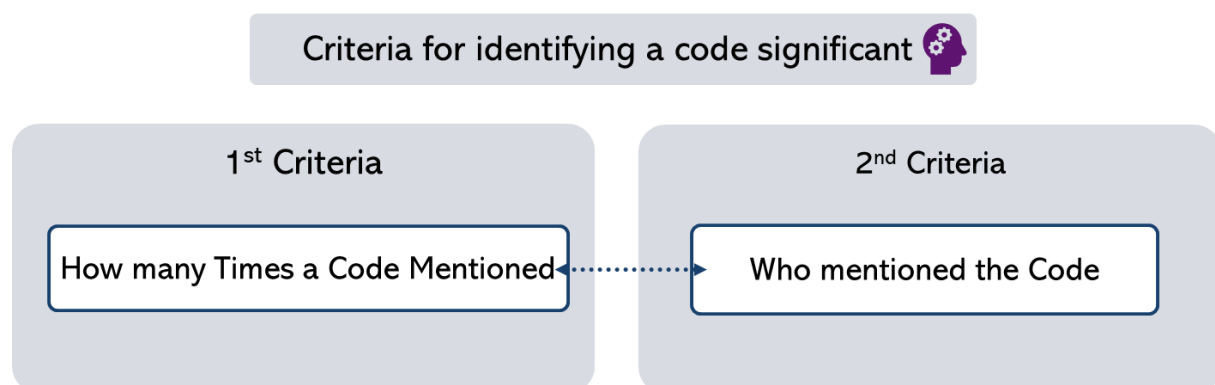 Criteria for identifying a code significant
1st Criteria
2nd Criteria
How many Times a Code Mentioned
Who mentioned the Code